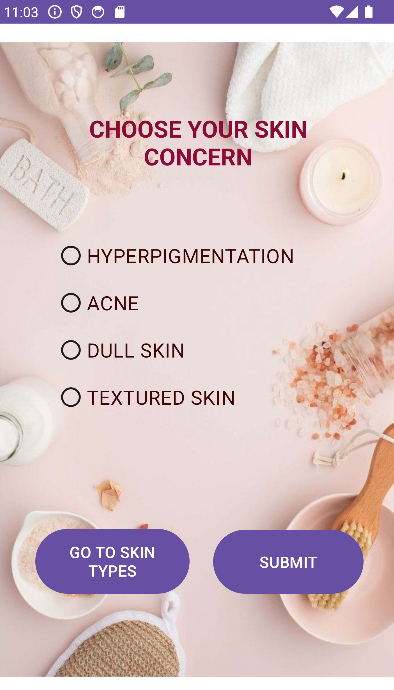 11:03
CHOOSE YOUR SKIN
CONCERN
BATH
HYPERPIGMENTATION
ACNE
DULL SKIN
TEXTURED SKIN
GO TO SKIN
TYPES
SUBMIT